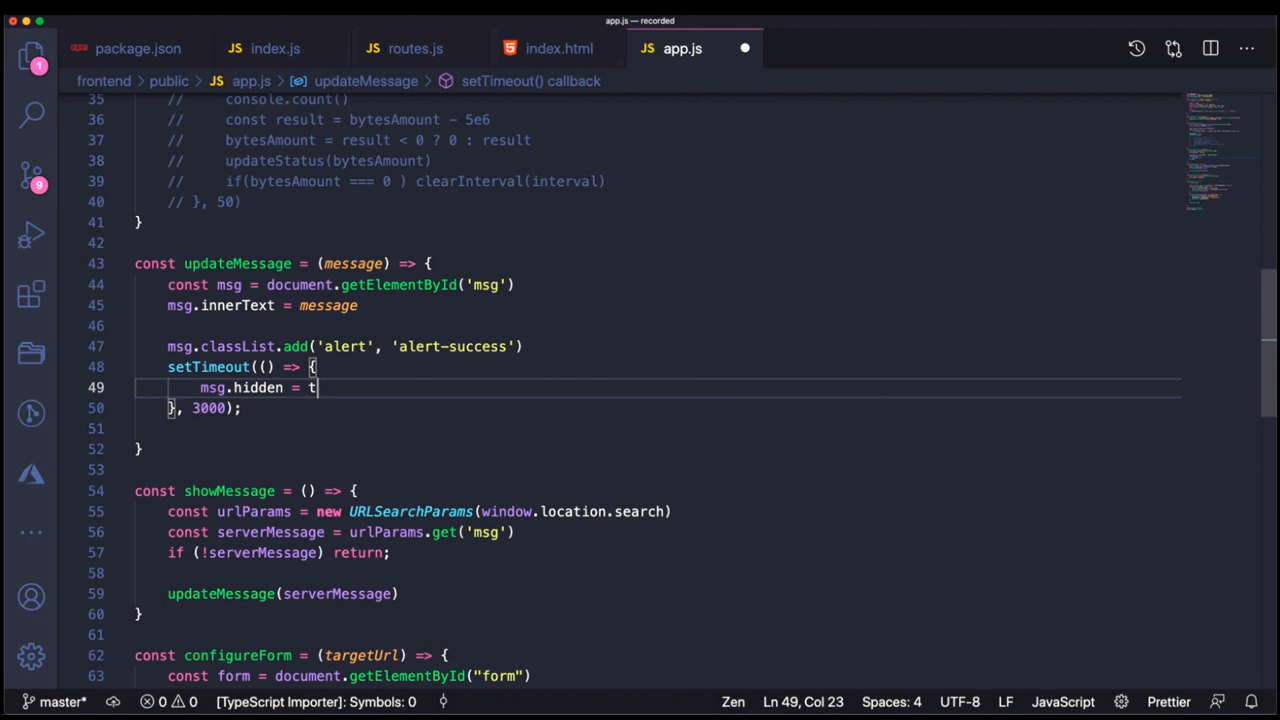 app.js — recorded
package.json
JS index.js
JS routes.js
5 index.html
JS app.js
frontend > public > JS app.js > updateMessage > setTimeout() callback
1
9
35 // console.count()
36 // const result = bytesAmount - 5e6
37 // bytesAmount = result < 0 ? 0 : result
38 // updateStatus(bytesAmount)
39 // if(bytesAmount === 0 ) clearInterval(interval)
40 // }, 50)
41 }
42
43 const updateMessage = (message) => {
44 const msg = document.getElementById('msg')
45 msg.innerText = message
46
47 msg.classList.add('alert', 'alert-success')
48 setTimeout(() => {
49 msg.hidden = t
50 }, 3000);
51
52 }
53
54 const showMessage = () => {
55 const urlParams = new URLSearchParams(window.location.search)
56 const serverMessage = urlParams.get('msg')
57 if (!serverMessage) return;
58
59 updateMessage(serverMessage)
60 }
61
62 const configureForm = (targetUrl) => {
63 const form = document.getElementById("form")
master* 0 0 [TypeScript Importer]: Symbols: 0 Zen Ln 49, Col 23 Spaces: 4 UTF-8 LF JavaScript Prettier